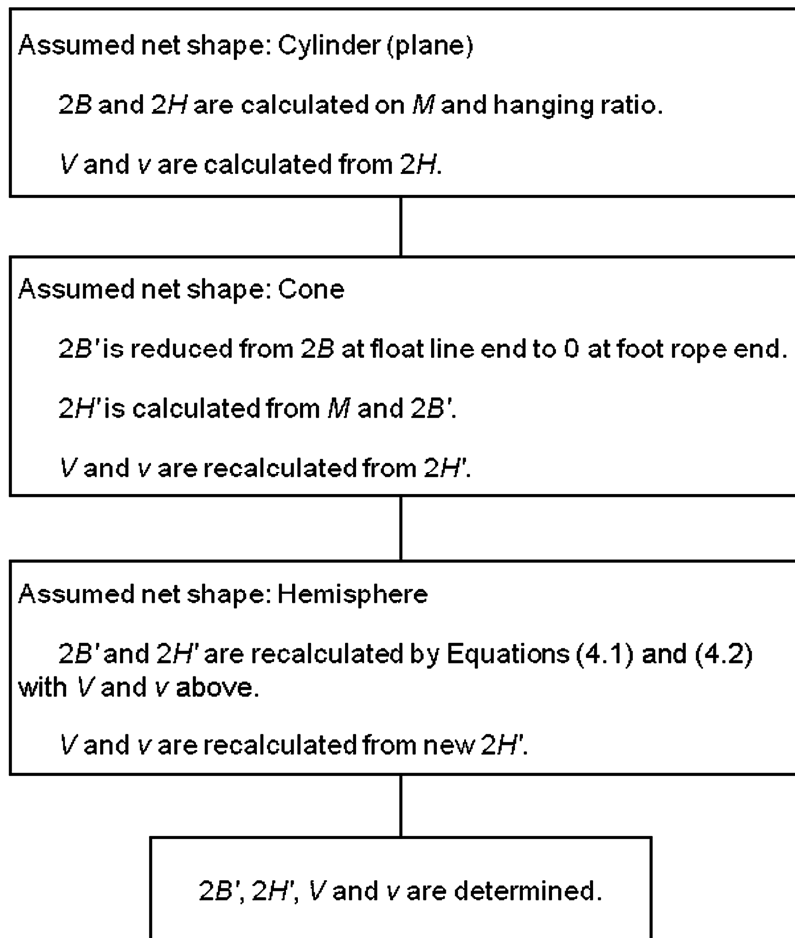 Assumed net shape: Cylinder (plane)
2B and 2H are calculated on M and hanging ratio.
V and v are calculated from 2H.
Assumed net shape: Cone
2B' is reduced from 2B at float line end to 0 at foot rope end.
2H' is calculated from M and 2B'.
V and v are recalculated from 2H'.
Assumed net shape: Hemisphere
2B' and 2H' are recalculated by Equations (4.1) and (4.2)
with V and v above.
V and v are recalculated from new 2H'.
2B', 2H', V and v are determined.